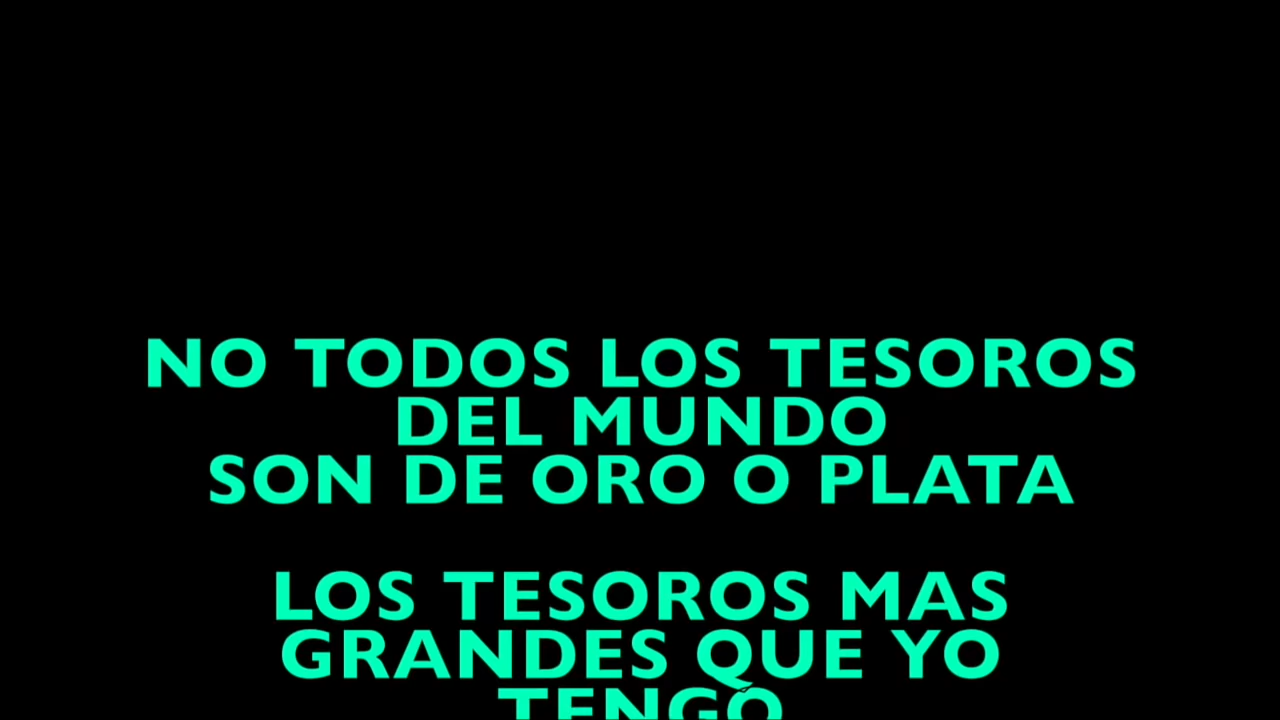 NO TODOS LOS TESOROS
DEL MUNDO
SON DE ORO O PLATA
LOS TESOROS MAS
GRANDES QUE YO
TENGO